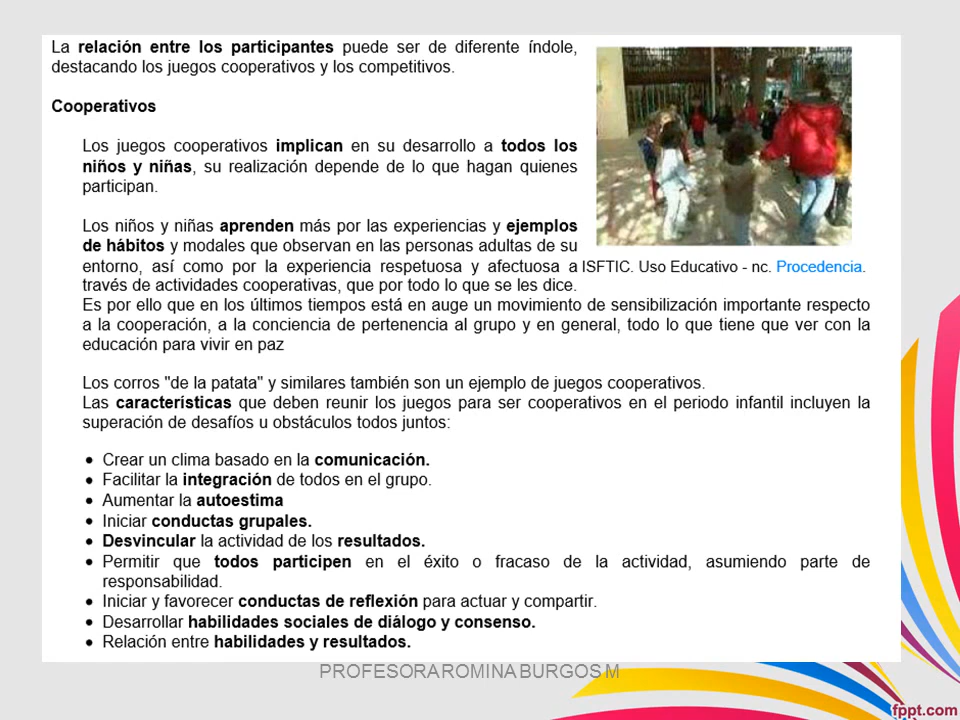 La relación entre los participantes puede ser de diferente índole,
destacando los juegos cooperativos y los competitivos.
Cooperativos
Los juegos cooperativos implican en su desarrollo a todos los
niños y niñas, su realización depende de lo que hagan quienes
participan.
Los niños y niñas aprenden más por las experiencias y ejemplos
de hábitos y modales que observan en las personas adultas de su
entorno, así como por la experiencia respetuosa y afectuosa a
través de actividades cooperativas, que por todo lo que se les dice.
ISFTIC. Uso Educativo - nc. Procedencia.
Es por ello que en los últimos tiempos está en auge un movimiento de sensibilización importante respecto
a la cooperación, a la conciencia de pertenencia al grupo y en general, todo lo que tiene que ver con la
educación para vivir en paz
Los corros "de la patata" y similares también son un ejemplo de juegos cooperativos.
Las características que deben reunir los juegos para ser cooperativos en el periodo infantil incluyen la
superación de desafíos u obstáculos todos juntos:
• Crear un clima basado en la comunicación.
• Facilitar la integración de todos en el grupo.
• Aumentar la autoestima
• Iniciar conductas grupales.
• Desvincular la actividad de los resultados.
• Permitir que todos participen en el éxito o fracaso de la actividad, asumiendo parte de
responsabilidad.
• Iniciar y favorecer conductas de reflexión para actuar y compartir.
• Desarrollar habilidades sociales de diálogo y consenso.
• Relación entre habilidades y resultados.
PROFESORA ROMINA BURGOS M
fppt.com